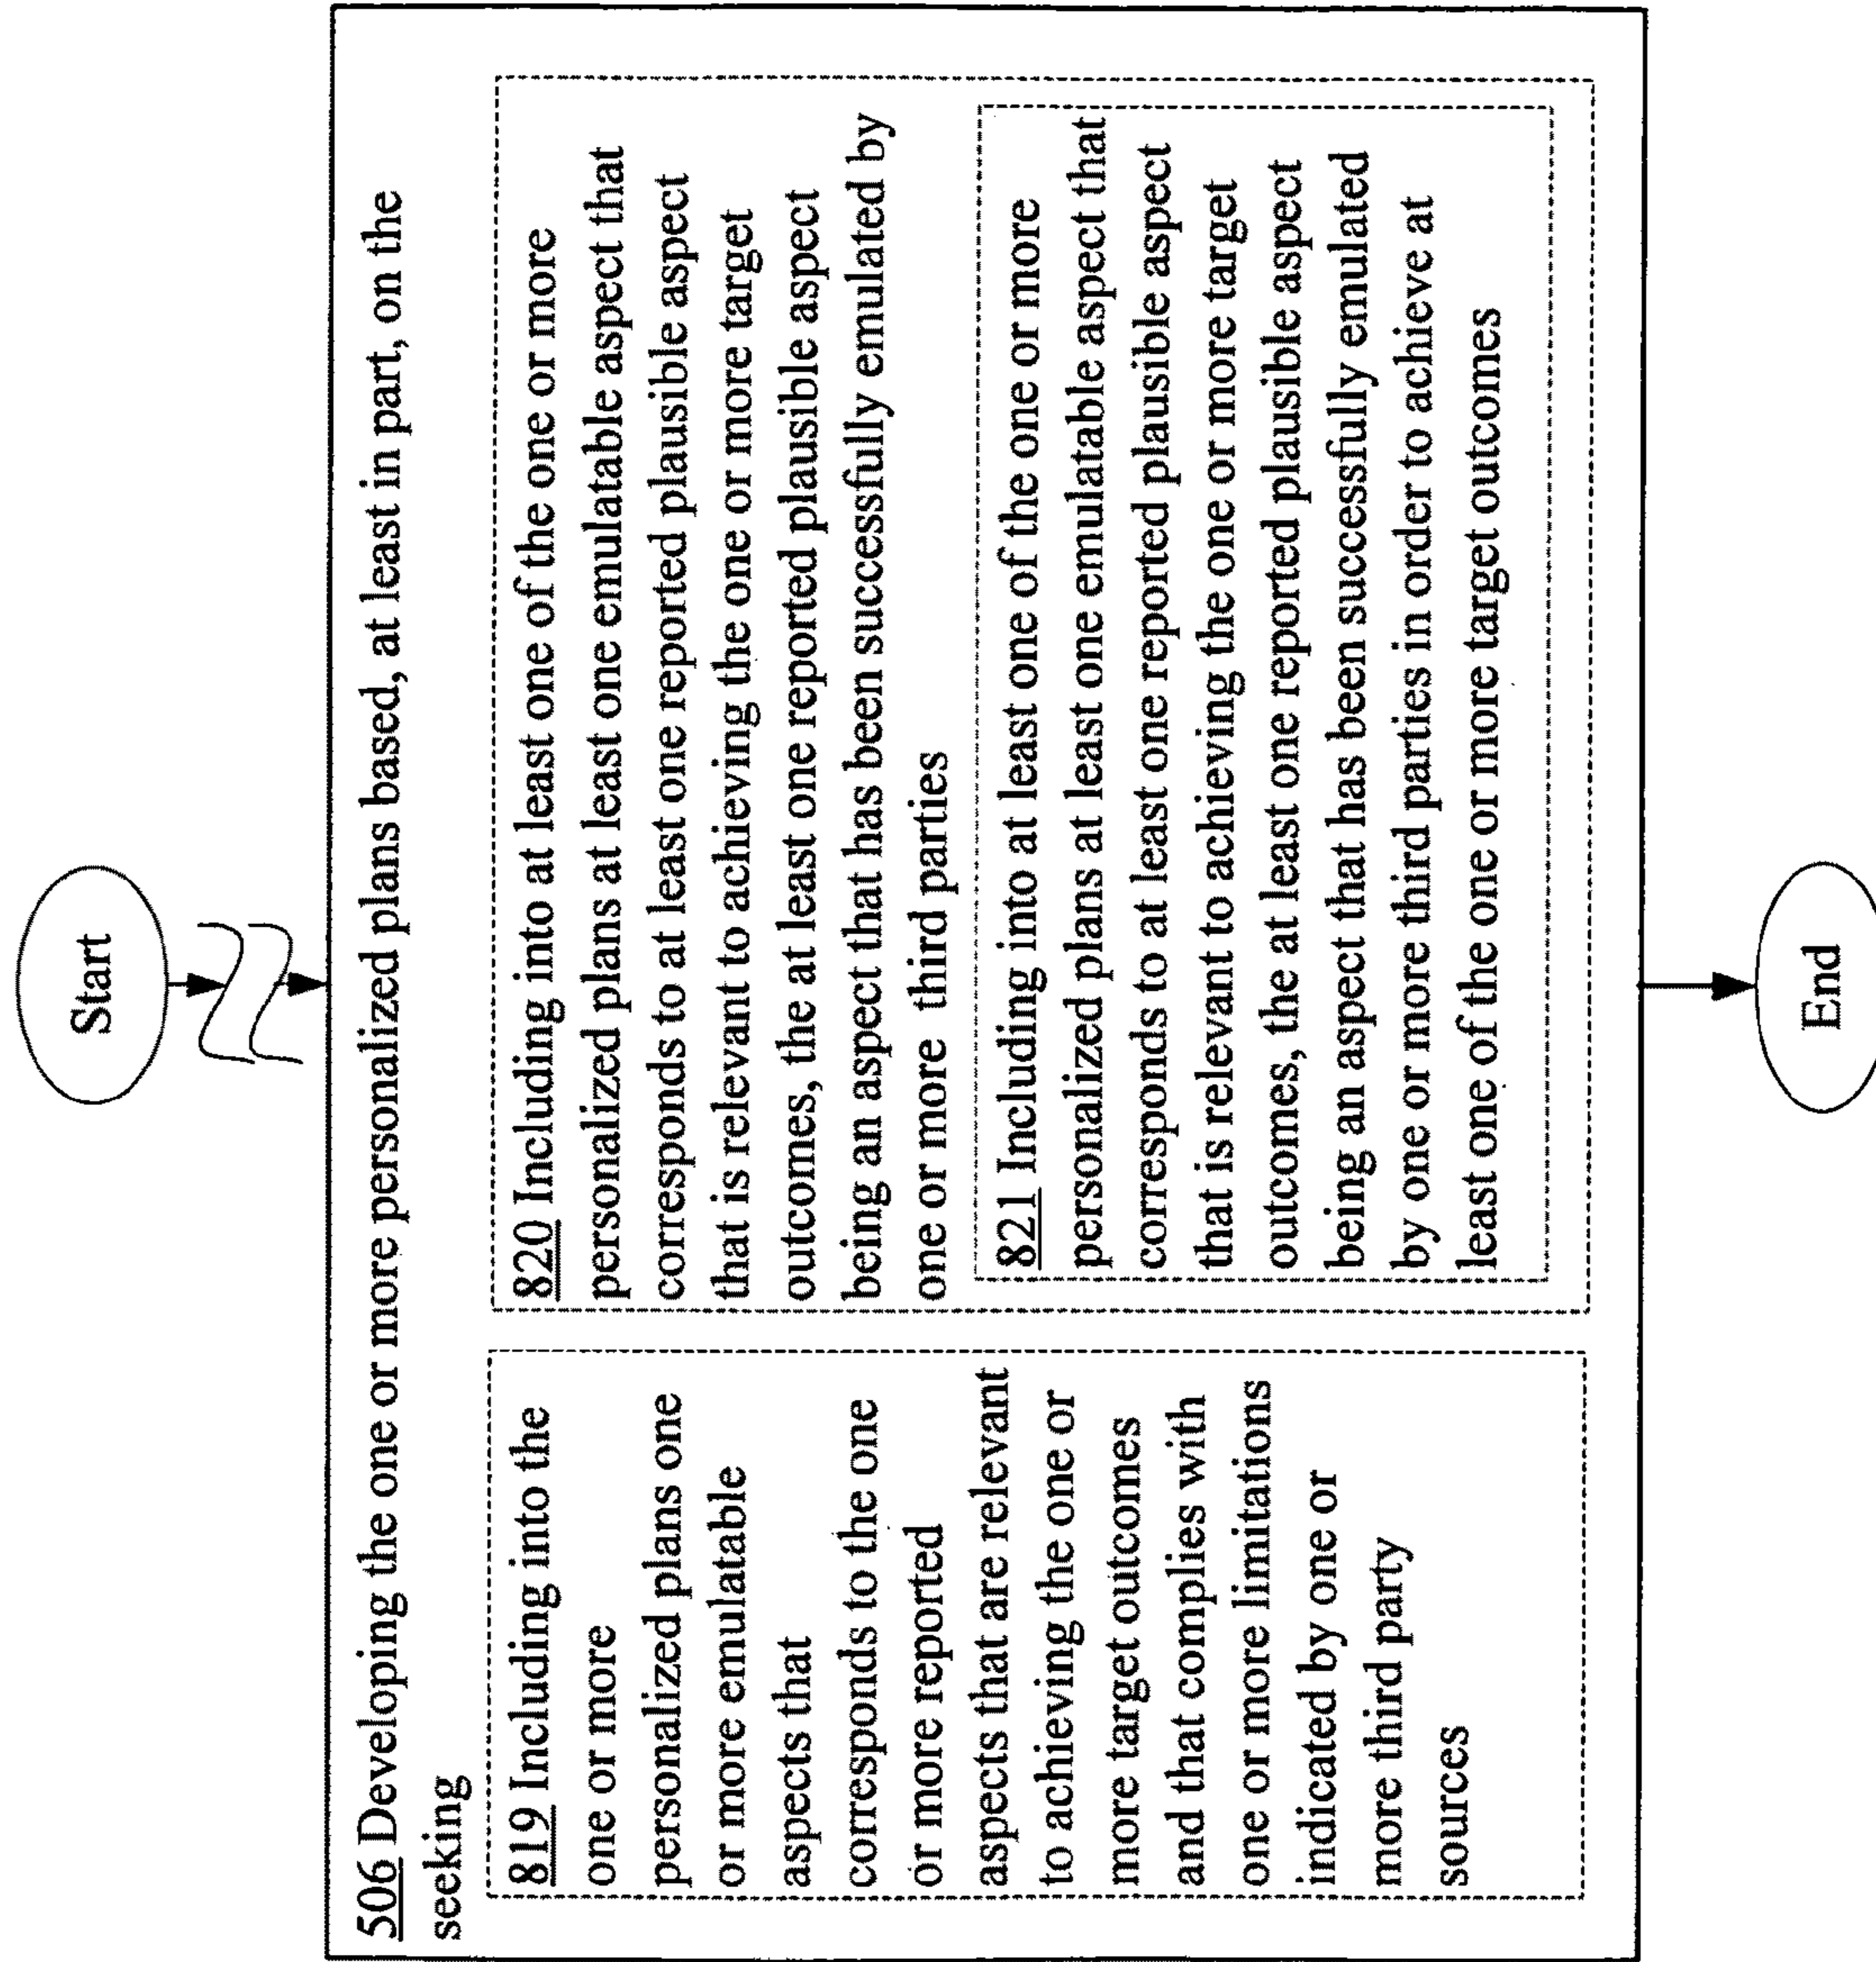 Start
506 Developing the one or more personalized plans based, at least in part, on the
seeking
819 Including into the
one or more
personalized plans one
or more emulatable
aspects that
corresponds to the one
or more reported
aspects that are relevant
to achieving the one or
more target outcomes
and that complies with
one or more limitations
indicated by one or
more third party
sources
820 Including into at least one of the one or more
personalized plans at least one emulatable aspect that
corresponds to at least one reported plausible aspect
that is relevant to achieving the one or more target
outcomes, the at least one reported plausible aspect
being an aspect that has been successfully emulated by
one or more third parties
821 Including into at least one of the one or more
personalized plans at least one emulatable aspect that
corresponds to at least one reported plausible aspect
that is relevant to achieving the one or more target
outcomes, the at least one reported plausible aspect
being an aspect that has been successfully emulated
by one or more third parties in order to achieve at
least one of the one or more target outcomes
End